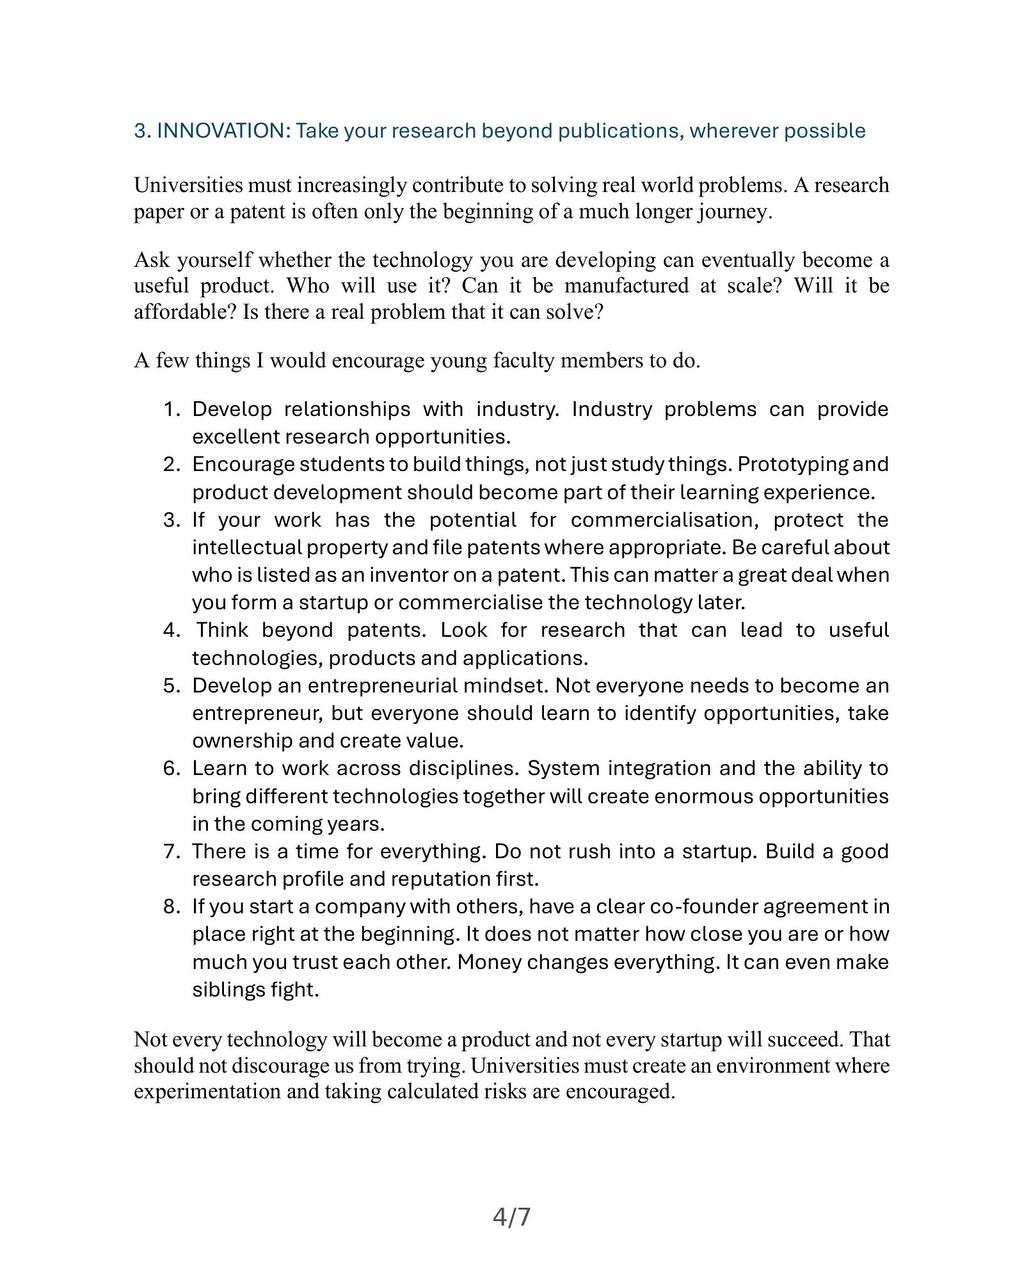 3. INNOVATION: Take your research beyond publications, wherever possible
Universities must increasingly contribute to solving real world problems. A research
paper or a patent is often only the beginning of a much longer journey.
Ask yourself whether the technology you are developing can eventually become a
useful product. Who will use it? Can it be manufactured at scale? Will it be
affordable? Is there a real problem that it can solve?
A few things I would encourage young faculty members to do.
1. Develop relationships with industry. Industry problems can provide
excellent research opportunities.
2. Encourage students to build things, not just study things. Prototyping and
product development should become part of their learning experience.
3. If your work has the potential for commercialisation, protect the
intellectual property and file patents where appropriate. Be careful about
who is listed as an inventor on a patent. This can matter a great deal when
you form a startup or commercialise the technology later.
4. Think beyond patents. Look for research that can lead to useful
technologies, products and applications.
5. Develop an entrepreneurial mindset. Not everyone needs to become an
entrepreneur, but everyone should learn to identify opportunities, take
ownership and create value.
6. Learn to work across disciplines. System integration and the ability to
bring different technologies together will create enormous opportunities
in the coming years.
7. There is a time for everything. Do not rush into a startup. Build a good
research profile and reputation first.
8. If you start a company with others, have a clear co-founder agreement in
place right at the beginning. It does not matter how close you are or how
much you trust each other. Money changes everything. It can even make
siblings fight.
Not every technology will become a product and not every startup will succeed. That
should not discourage us from trying. Universities must create an environment where
experimentation and taking calculated risks are encouraged.
4/7